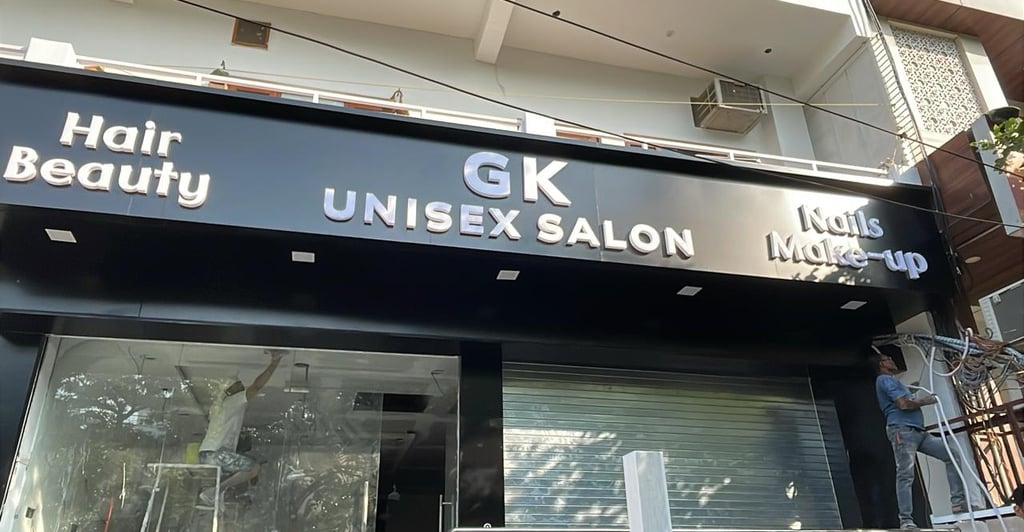 Hair
Beauty
GK
UNISEX SALON
Nails
Make-up